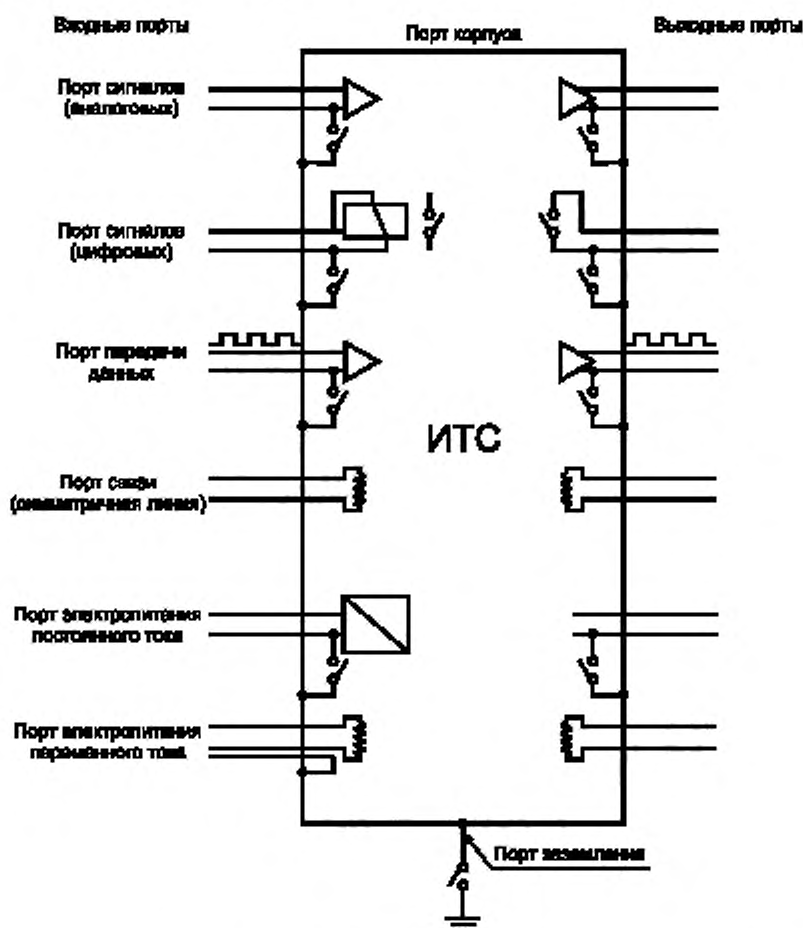 Входные порты
Порт корпуса
Выходные порты
Порт сигналов
(аналоговых)
Порт сигналов
(цифровых)
Порт передачи
данных
ИТС
Порт связи
(симметричная линия)
Порт электропитания
постоянного тока
Порт электропитания
переменного тока
Порт заземления